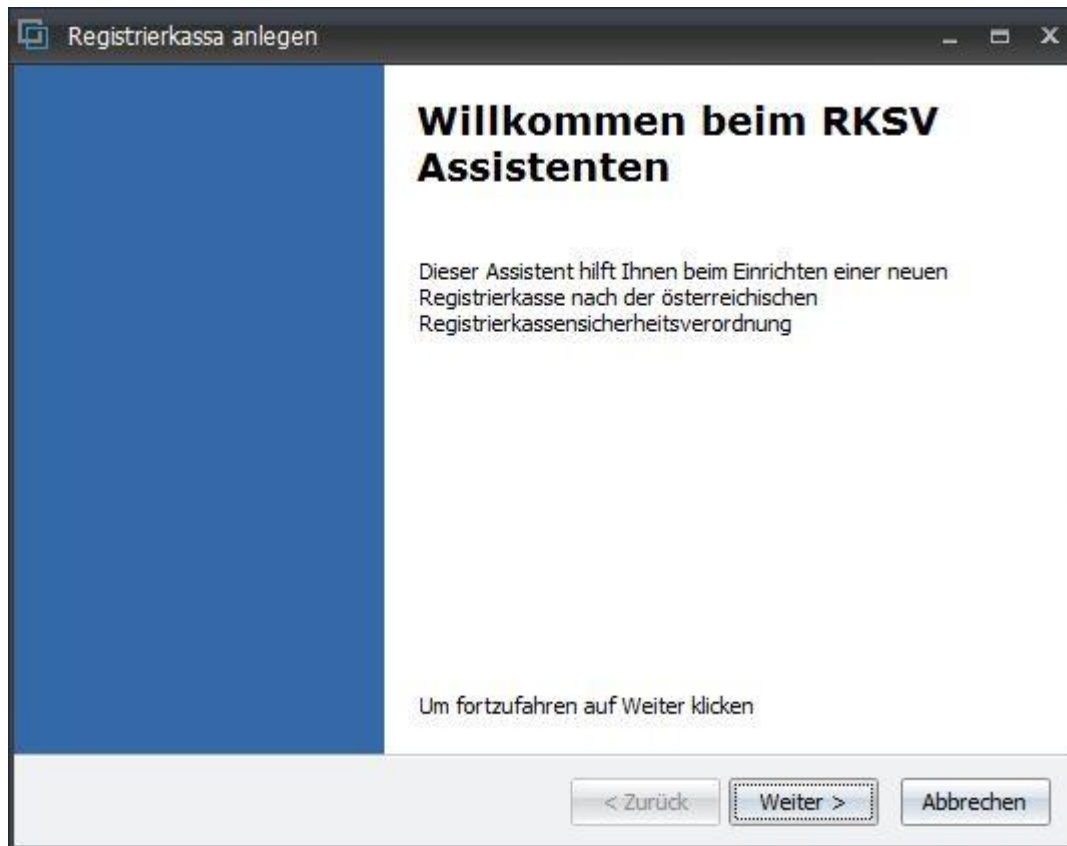 Registrierkassa anlegen
Willkommen beim RKSV
Assistenten
Dieser Assistent hilft Ihnen beim Einrichten einer neuen
Registrierkasse nach der österreichischen
Registrierkassensicherheitsverordnung
Um fortzufahren auf Weiter klicken
< Zurück Weiter > Abbrechen